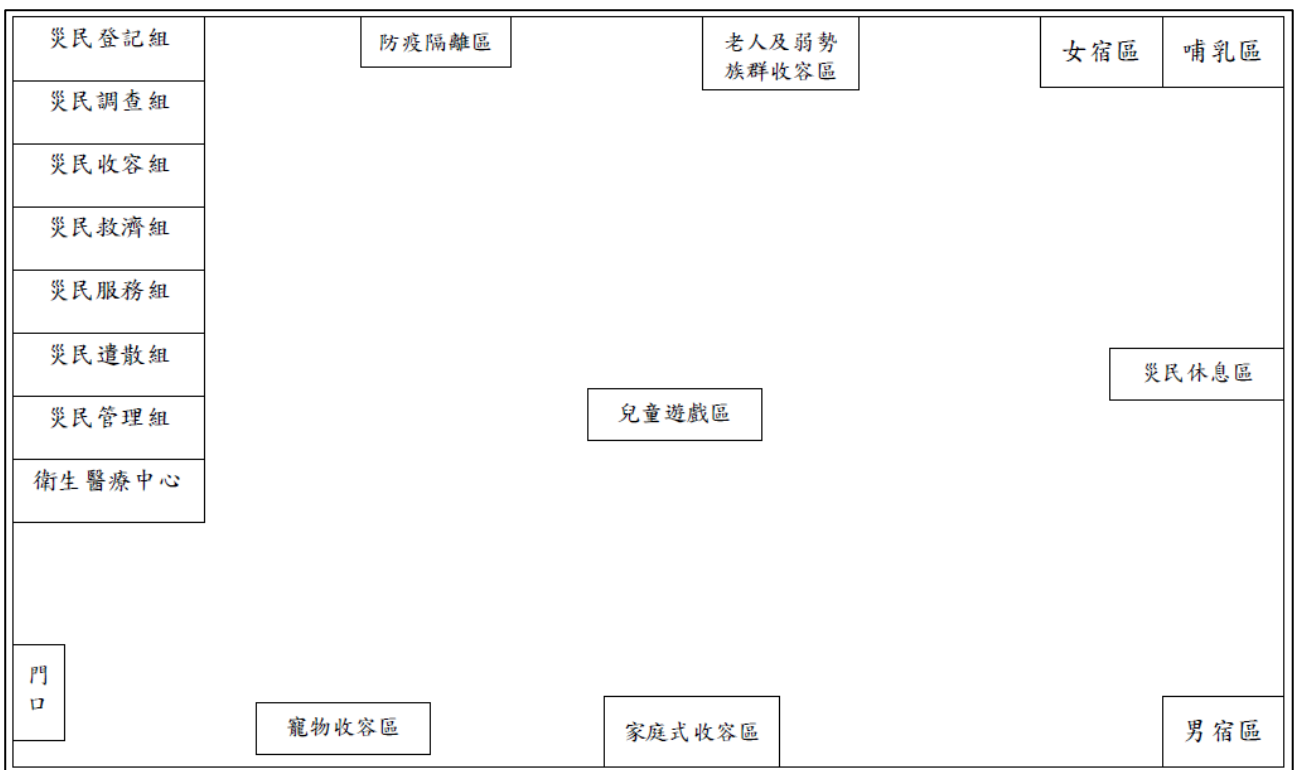 災民登記組
防疫隔離區
老人及弱勢
族群收容區
女宿區
哺乳區
災民調查組
災民收容組
災民救濟組
災民服務組
災民遣散組
災民管理組
衛生醫療中心
災民休息區
兒童遊戲區
門
口
寵物收容區
家庭式收容區
男宿區